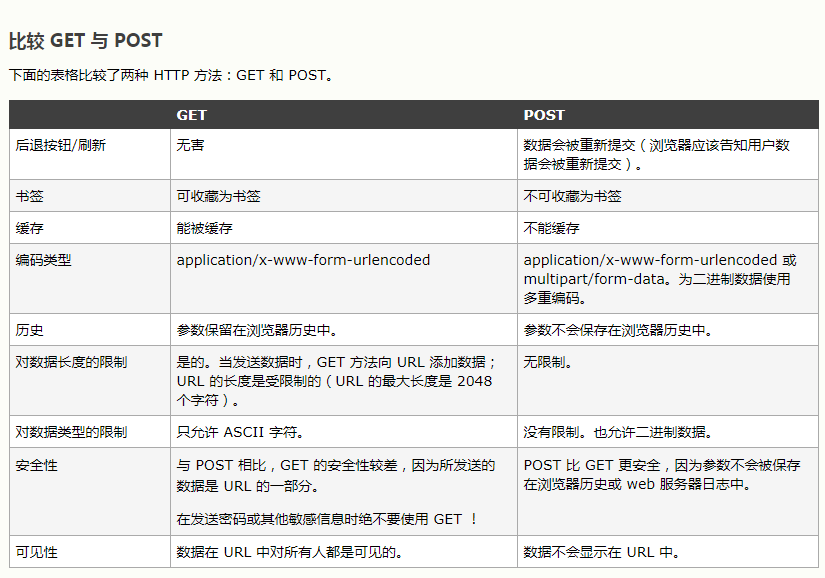 比较 GET 与 POST
下面的表格比较了两种 HTTP 方法：GET 和 POST。
GET POST
后退按钮/刷新 无害 数据会被重新提交（浏览器应该告知用户数
据会被重新提交）。
书签 可收藏为书签 不可收藏为书签
缓存 能被缓存 不能缓存
编码类型 application/x-www-form-urlencoded application/x-www-form-urlencoded 或
multipart/form-data。为二进制数据使用
多重编码。
历史 参数保留在浏览器历史中。 参数不会保存在浏览器历史中。
对数据长度的限制 是的。当发送数据时，GET 方法向 URL 添加数据； 无限制。
URL 的长度是受限制的（URL 的最大长度是 2048
个字符）。
对数据类型的限制 只允许 ASCII 字符。 没有限制。也允许二进制数据。
安全性 与 POST 相比，GET 的安全性较差，因为所发送的 POST 比 GET 更安全，因为参数不会被保存
数据是 URL 的一部分。 在浏览器历史或 web 服务器日志中。
在发送密码或其他敏感信息时绝不要使用 GET ！
可见性 数据在 URL 中对所有人都是可见的。 数据不会显示在 URL 中。